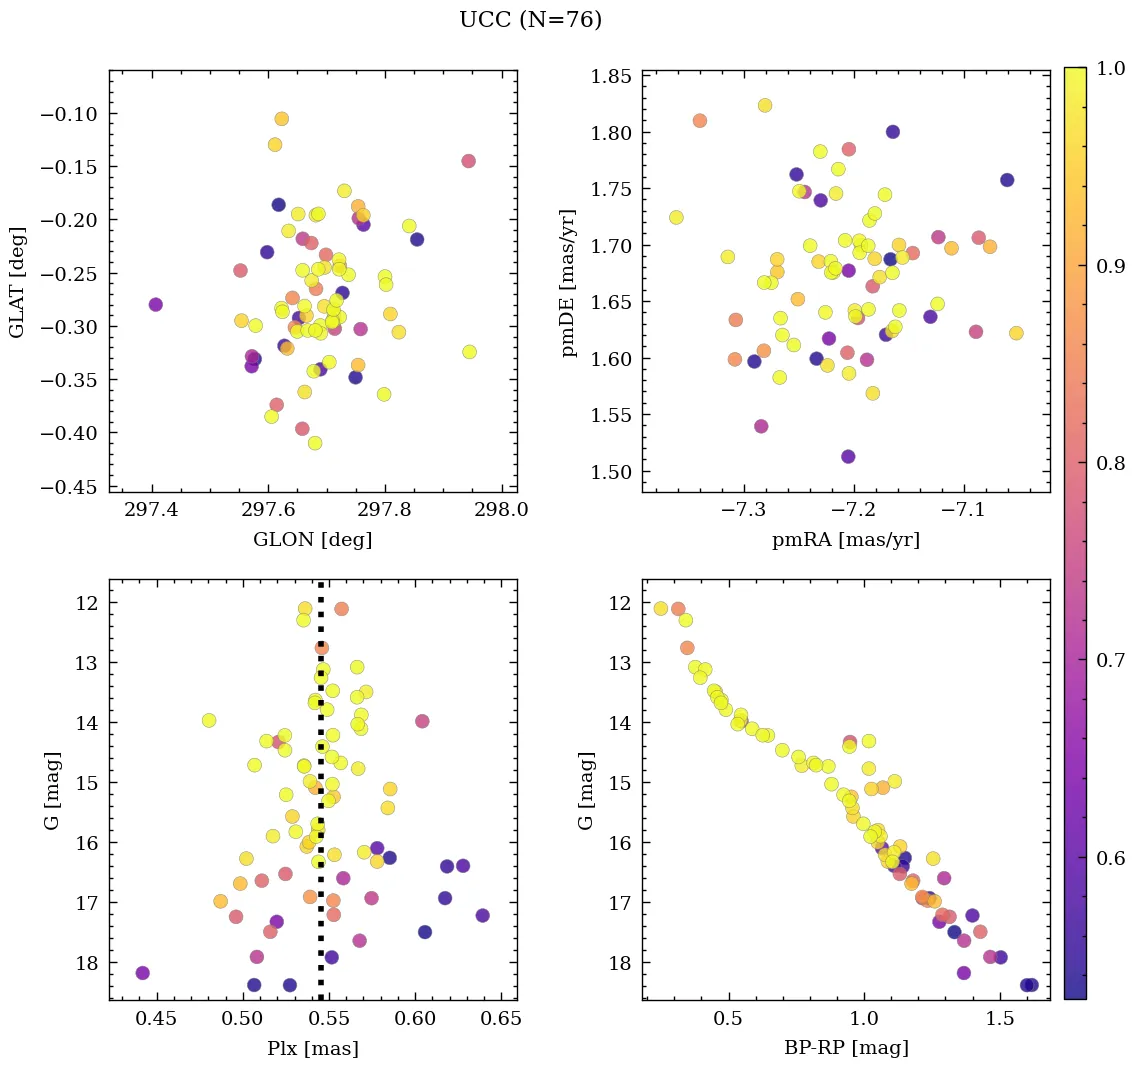 UCC (N=76)
−0.10
−0.15
−0.20
−0.25
−0.30
−0.35
−0.40
−0.45
GLAT [deg]
297.4 297.6 297.8 298.0
GLON [deg]
1.85
1.80
1.75
1.70
1.65
1.60
1.55
1.50
pmDE [mas/yr]
−7.3 −7.2 −7.1
pmRA [mas/yr]
12
13
14
15
16
17
18
G [mag]
0.45 0.50 0.55 0.60 0.65
Plx [mas]
12
13
14
15
16
17
18
G [mag]
0.5 1.0 1.5
BP-RP [mag]
1.0
0.9
0.8
0.7
0.6